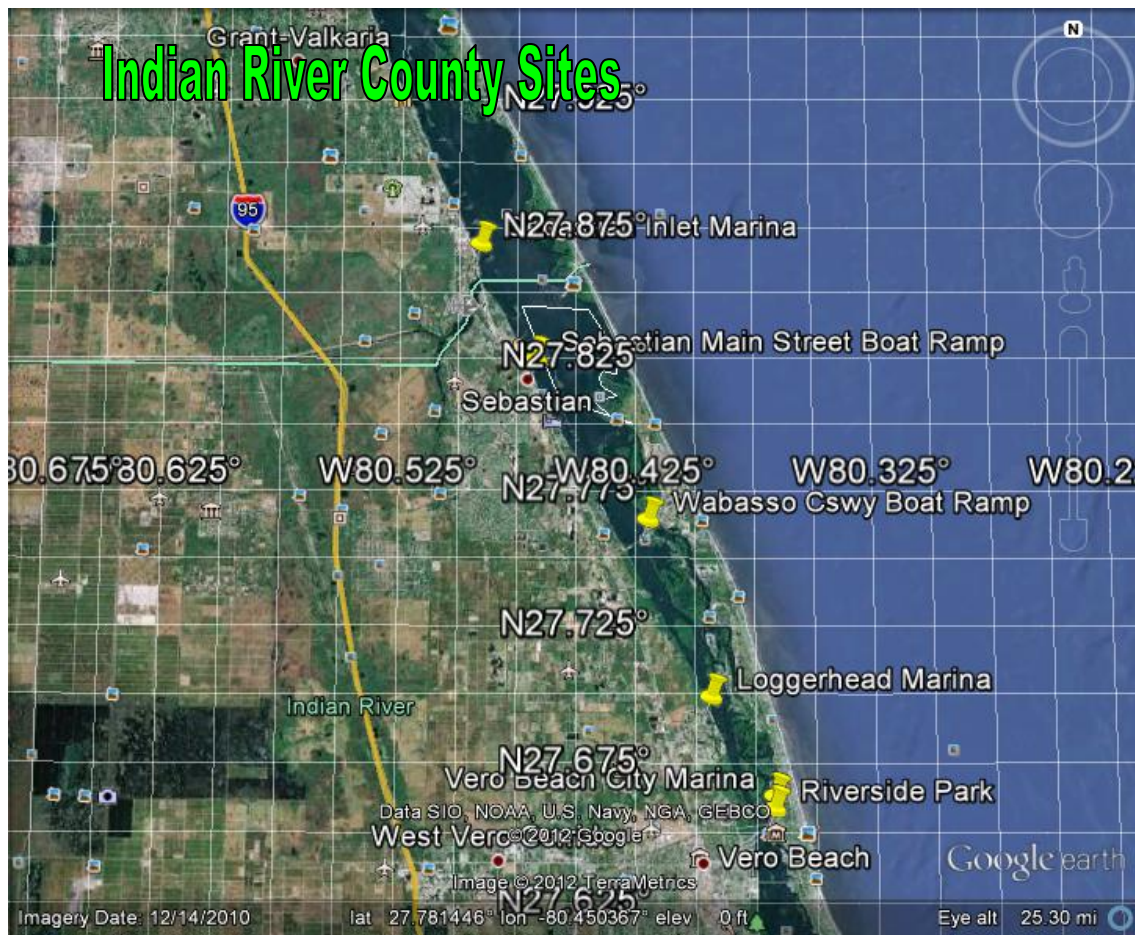 Grant-Valkaria
Indian River County Sites
N27.925°
N
95
N27.875° Inlet Marina
Sebastian Main Street Boat Ramp
N27.825
Sebastian
W80.625° W80.525° W80.425° W80.325° W80.2
N27.775°
Wabasso Cswy Boat Ramp
N27.725°
Loggerhead Marina
Indian River
N27.675°
Vero Beach City Marina
Riverside Park
Data SIO, NOAA, U.S. Navy, NGA, GEBCO
West Vero
© 2012 Google
Vero Beach
Google earth
Image © 2012 TerraMetrics
N27.625°
Imagery Date: 12/14/2010 lat 27.781446° lon -80.450367° elev 0 ft Eye alt 25.30 mi